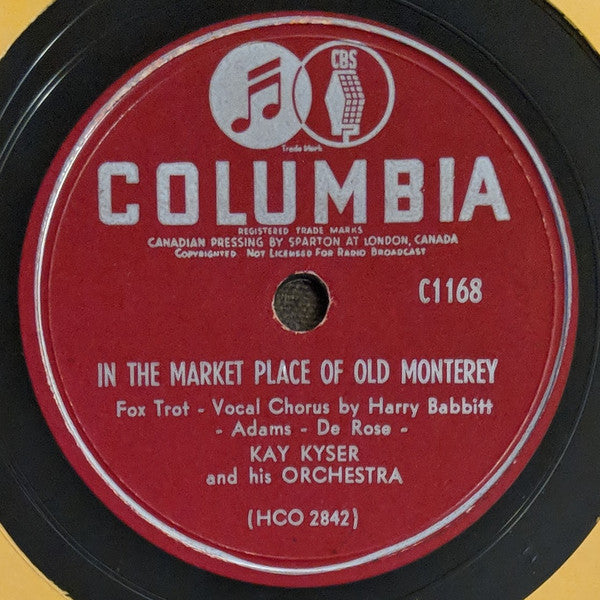 CBS
Trade Mark
COLUMBIA
REGISTERED TRADE MARKS
CANADIAN PRESSING BY SPARTON AT LONDON, CANADA
COPYRIGHTED NOT LICENSED FOR RADIO BROADCAST
C1168
IN THE MARKET PLACE OF OLD MONTEREY
Fox Trot - Vocal Chorus by Harry Babbitt
- Adams - De Rose -
KAY KYSER
and his ORCHESTRA
(HCO 2842)